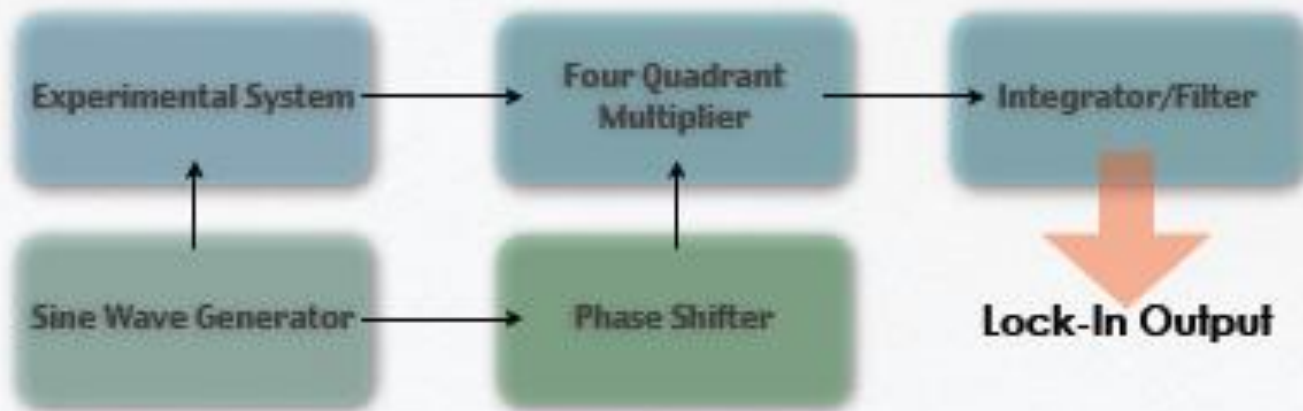 Experimental System
Four Quadrant
Multiplier
Integrator/Filter
Sine Wave Generator
Phase Shifter
Lock-In Output